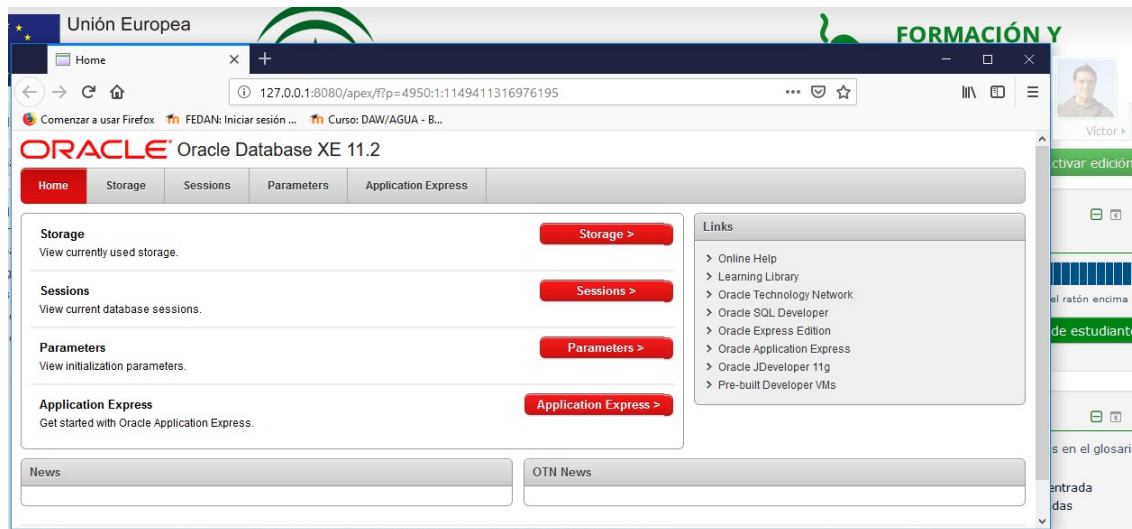 Unión Europea
FORMACIÓN Y
Home
127.0.0.1:8080/apex/f?p=4950:1:1149411316976195
Comenzar a usar Firefox
FEDAN: Iniciar sesión ...
Curso: DAW/AGUA - B...
Víctor
ORACLE Oracle Database XE 11.2
ctivar edición
Home
Storage
Sessions
Parameters
Application Express
Storage
View currently used storage.
Storage >
Sessions
View current database sessions.
Sessions >
Parameters
View initialization parameters.
Parameters >
Application Express
Get started with Oracle Application Express.
Application Express >
Links
> Online Help
> Learning Library
> Oracle Technology Network
> Oracle SQL Developer
> Oracle Express Edition
> Oracle Application Express
> Oracle JDeveloper 11g
> Pre-built Developer VMs
News
OTN News
el ratón encima
de estudiant
s en el glosari
entrada
das